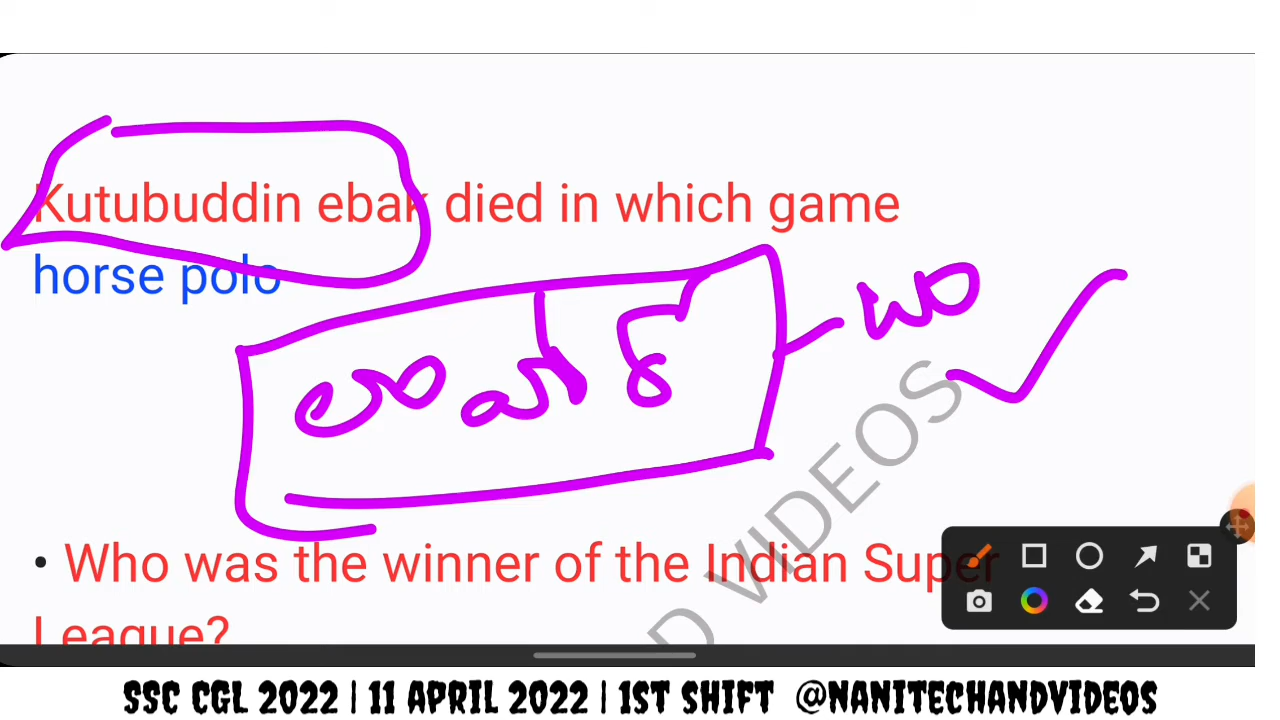 Kutubuddin ebak died in which game
horse polo
• Who was the winner of the Indian Super
League?
D VIDEOS
SSC CGL 2022 | 11 APRIL 2022 | 1ST SHIFT @NANITECHANDVIDEOS